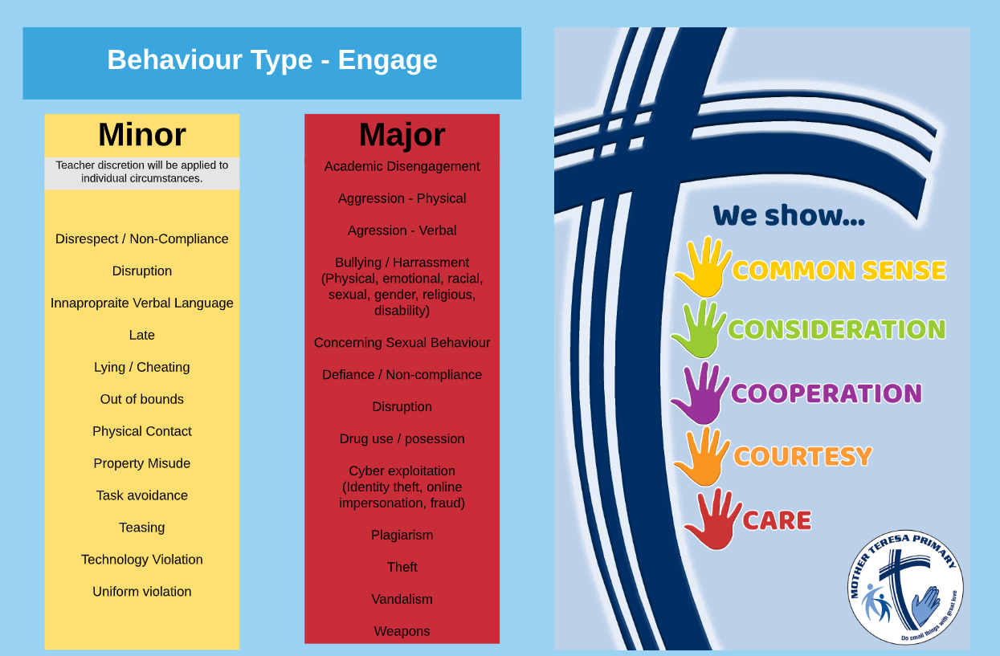 Behaviour Type - Engage
Minor
Teacher discretion will be applied to
individual circumstances.
Disrespect / Non-Compliance
Disruption
Innapropraite Verbal Language
Late
Lying / Cheating
Out of bounds
Physical Contact
Property Misude
Task avoidance
Teasing
Technology Violation
Uniform violation
Major
Academic Disengagement
Aggression - Physical
Agression - Verbal
Bullying / Harrassment
(Physical, emotional, racial,
sexual, gender, religious,
disability)
Concerning Sexual Behaviour
Defiance / Non-compliance
Disruption
Drug use / posession
Cyber exploitation
(Identity theft, online
impersonation, fraud)
Plagiarism
Theft
Vandalism
Weapons
We show...
COMMON SENSE
CONSIDERATION
COOPERATION
COURTESY
CARE
MOTHER TERESA PRIMARY
Do small things with great love